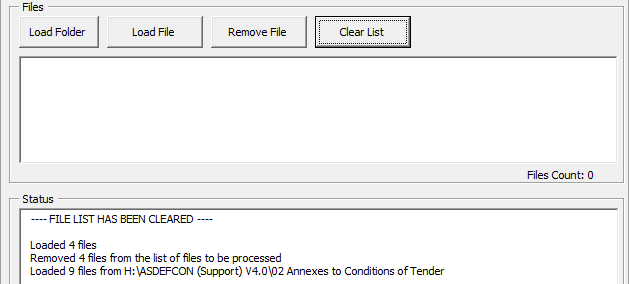 Files
Load Folder
Load File
Remove File
Clear List
Files Count: 0
Status
---- FILE LIST HAS BEEN CLEARED ----
Loaded 4 files
Removed 4 files from the list of files to be processed
Loaded 9 files from H:\ASDEFCON (Support) V4.0\02 Annexes to Conditions of Tender